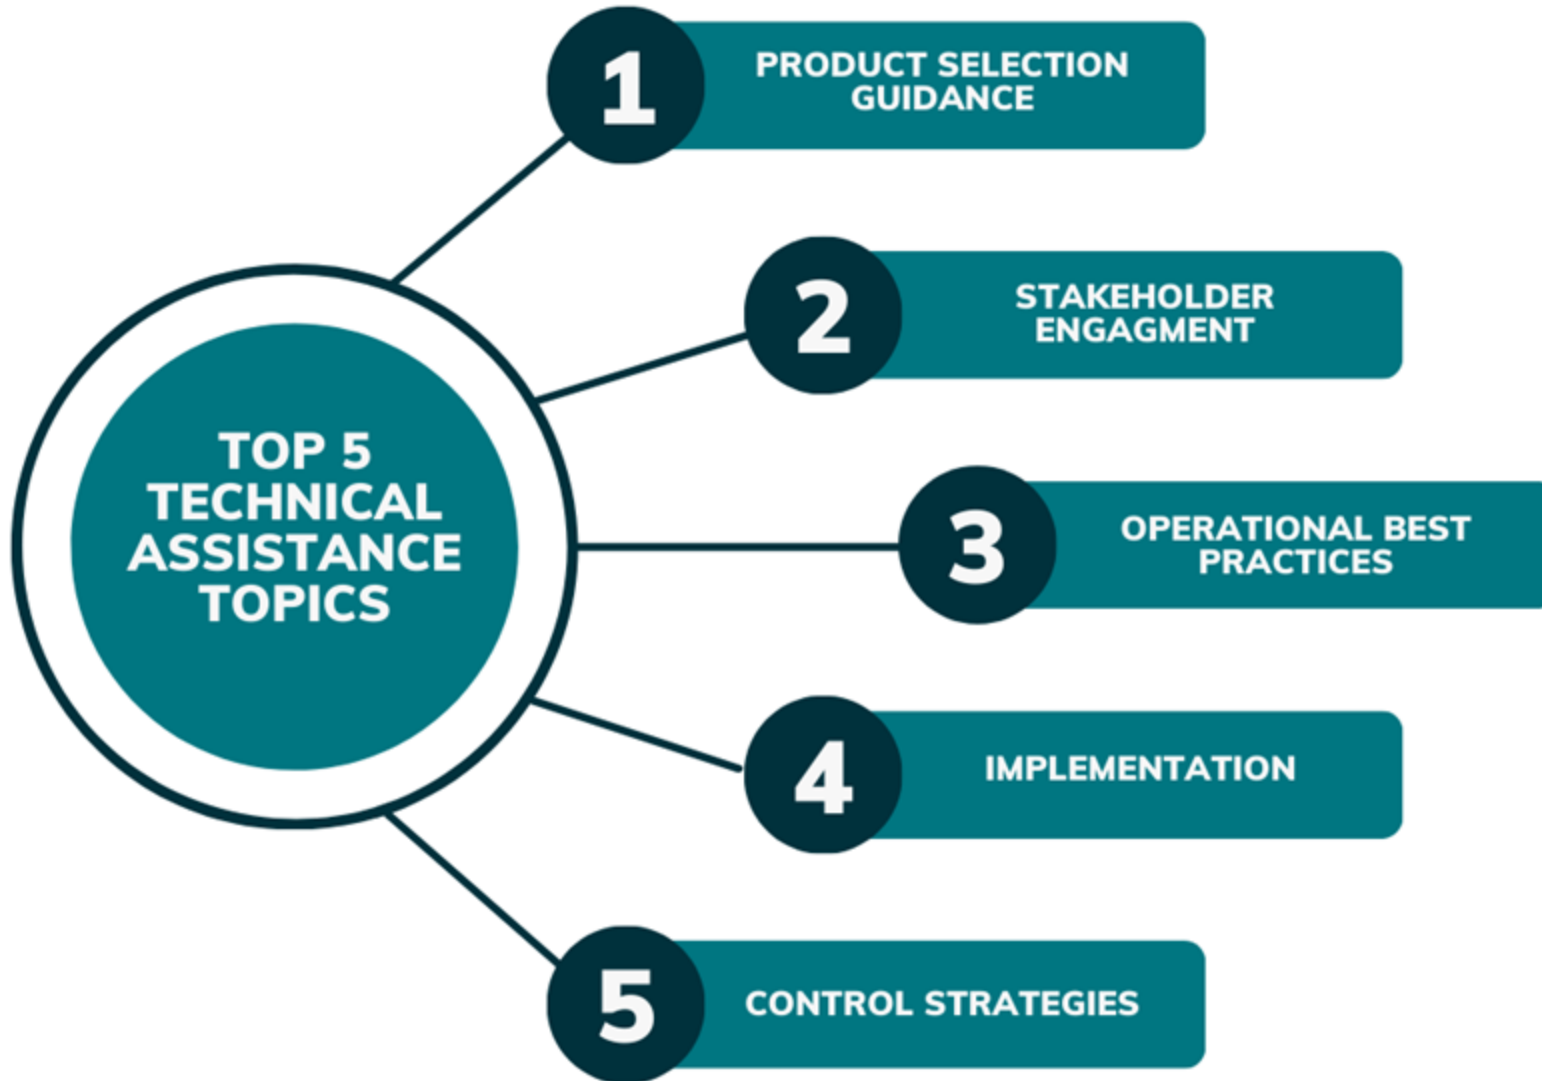 TOP 5
TECHNICAL
ASSISTANCE
TOPICS
1
PRODUCT SELECTION
GUIDANCE
2
STAKEHOLDER
ENGAGMENT
3
OPERATIONAL BEST
PRACTICES
4
IMPLEMENTATION
5
CONTROL STRATEGIES